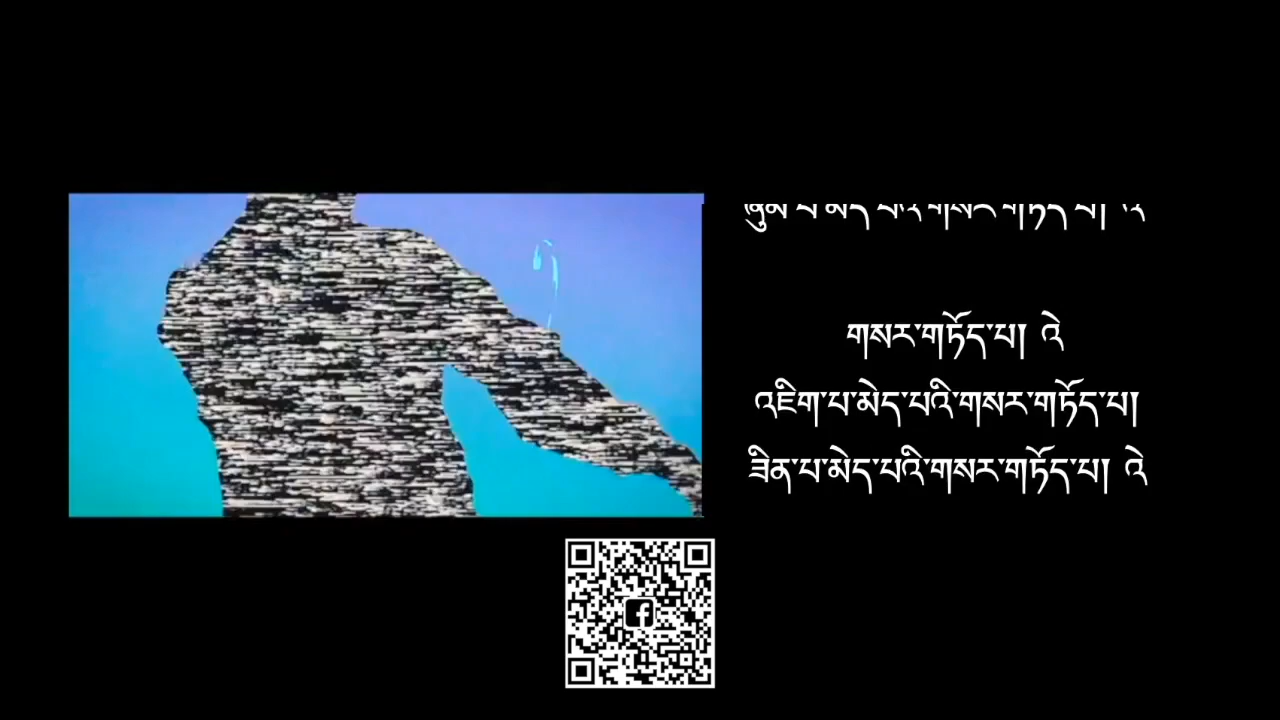 གསར་གཏོད་པ། འེ
འཇིག་པ་མེད་པའི་གསར་གཏོད་པ།
ཟིན་པ་མེད་པའི་གསར་གཏོད་པ། འེ